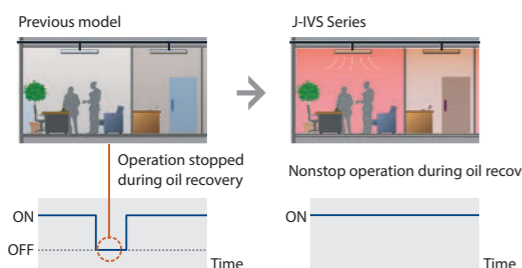 Previous model
J-IVS Series
Operation stopped
during oil recovery
Nonstop operation during oil recov
ON
OFF
Time
ON
Time